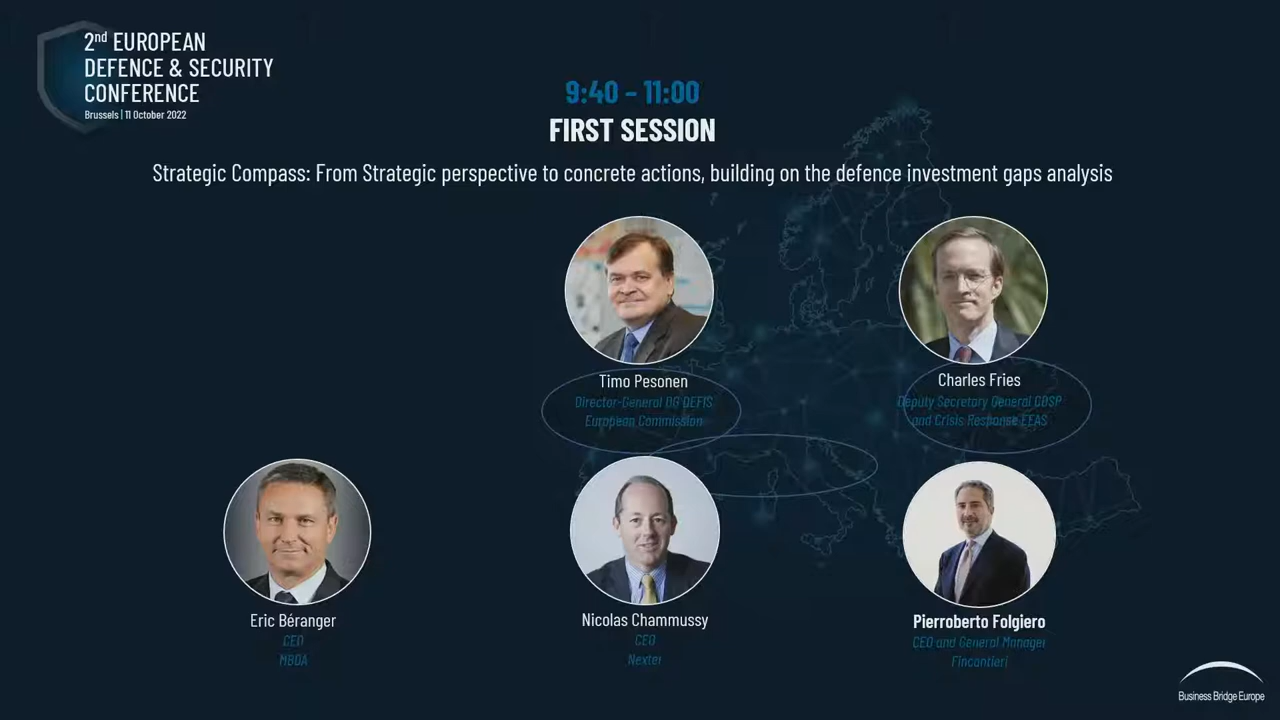 2nd EUROPEAN
DEFENCE & SECURITY
CONFERENCE
Brussels | 11 October 2022
9:40 – 11:00
FIRST SESSION
Strategic Compass: From Strategic perspective to concrete actions, building on the defence investment gaps analysis
Timo Pesonen
Director-General DG DEFIS
European Commission
Charles Fries
Deputy Secretary General CDSP
and Crisis Response EEAS
Eric Béranger
CEO
MBDA
Nicolas Chammussy
CEO
Nexter
Pierroberto Folgiero
CEO and General Manager
Fincantieri
Business Bridge Europe